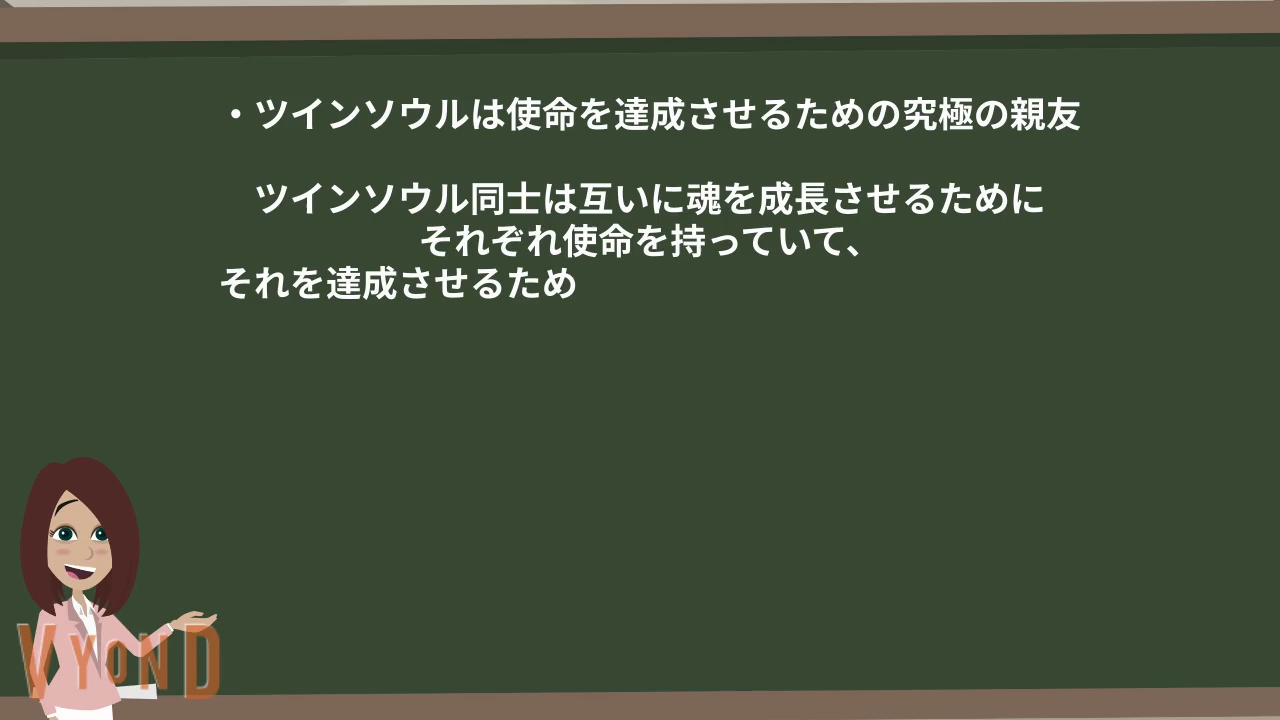 ・ツインソウルは使命を達成させるための究極の親友
ツインソウル同士は互いに魂を成長させるために
それぞれ使命を持っていて、
それを達成させるため
VYOND